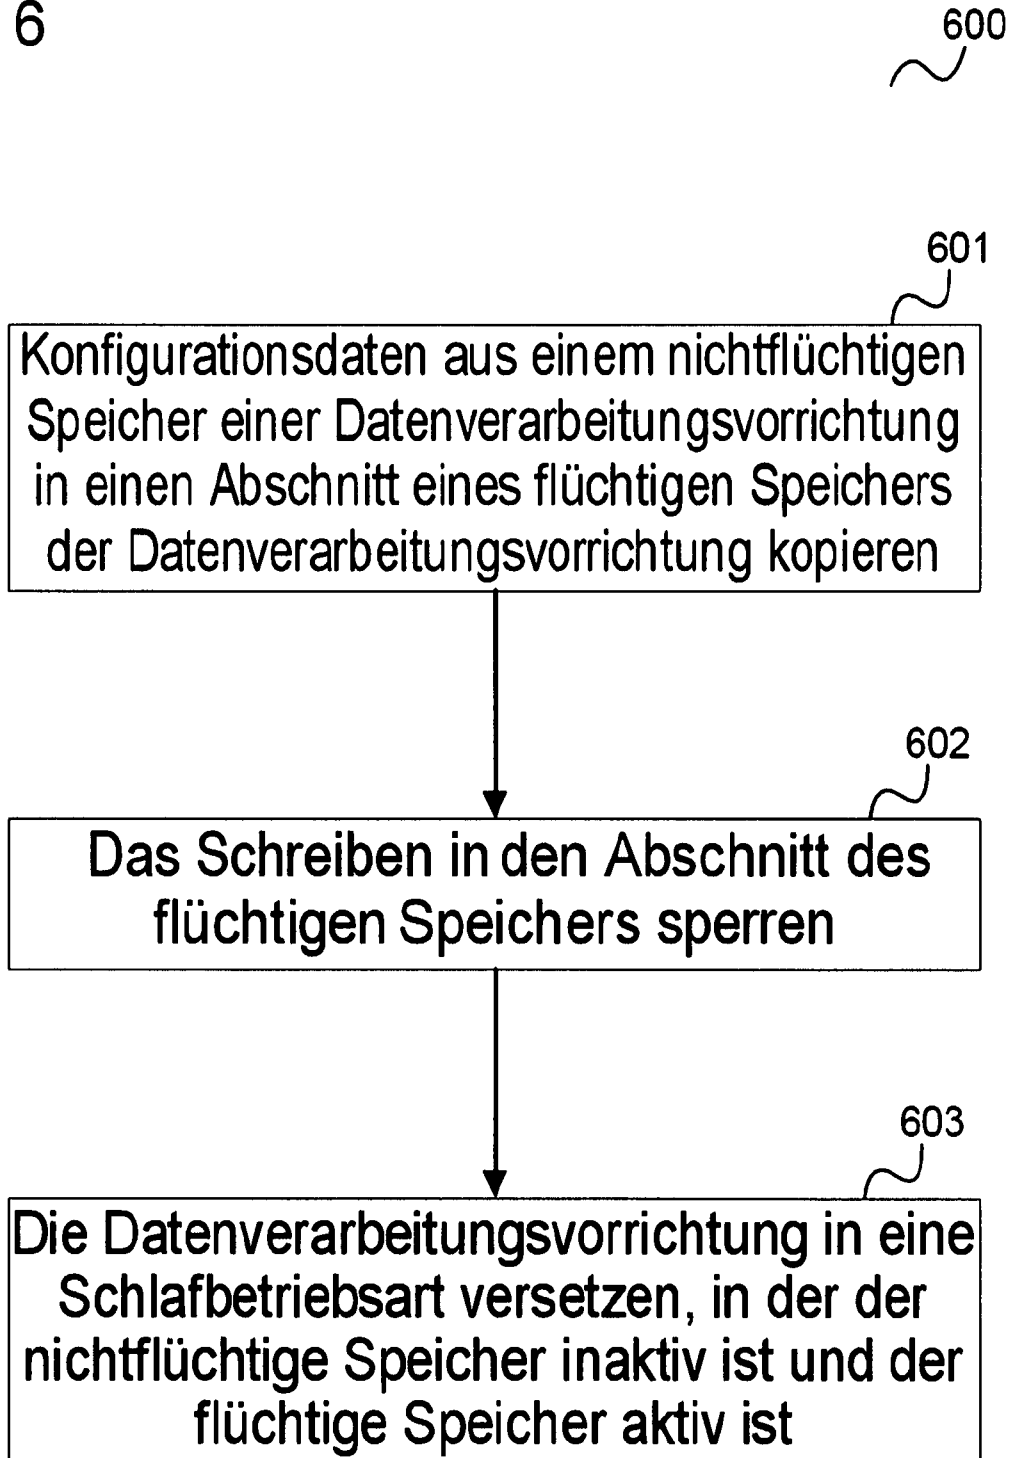 6
600
601
Konfigurationsdaten aus einem nichtflüchtigen
Speicher einer Datenverarbeitungsvorrichtung
in einen Abschnitt eines flüchtigen Speichers
der Datenverarbeitungsvorrichtung kopieren
602
Das Schreiben in den Abschnitt des
flüchtigen Speichers sperren
603
Die Datenverarbeitungsvorrichtung in eine
Schlafbetriebsart versetzen, in der der
nichtflüchtige Speicher inaktiv ist und der
flüchtige Speicher aktiv ist